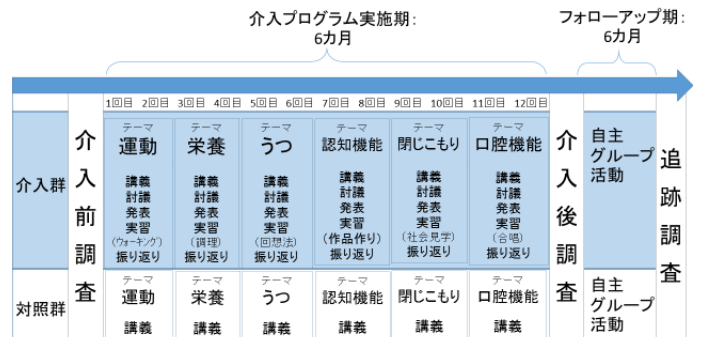 介入プログラム実施期:
6カ月
フォローアップ期:
6カ月
1回目 2回目 3回目 4回目 5回目 6回目 7回目 8回目 9回目 10回目 11回目 12回目
介入群
介入前調査
テーマ
運動
講義
討議
発表
実習
(ウォーキング)
振り返り
テーマ
栄養
講義
討議
発表
実習
(調理)
振り返り
テーマ
うつ
講義
討議
発表
実習
(回想法)
振り返り
テーマ
認知機能
講義
討議
発表
実習
(作品作り)
振り返り
テーマ
閉じこもり
講義
討議
発表
実習
(社会見学)
振り返り
テーマ
口腔機能
講義
討議
発表
実習
(合唱)
振り返り
介入後調査
自主
グループ
活動
追跡調査
対照群
テーマ
運動
講義
テーマ
栄養
講義
テーマ
うつ
講義
テーマ
認知機能
講義
テーマ
閉じこもり
講義
テーマ
口腔機能
講義
自主
グループ
活動